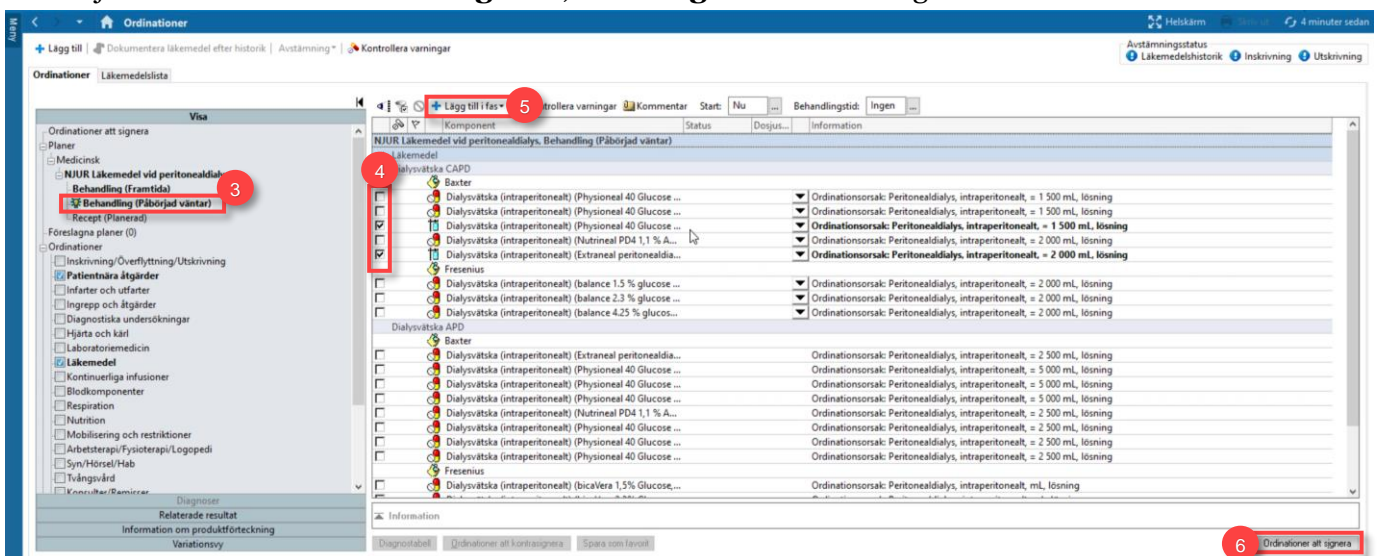 Meny
Ordinationer
Helskärm
4 minuter sedan
+ Lägg till | Dokumentera läkemedel efter historik | Avstämning | Kontrollera varningar
Avstämningsstatus
Läkemedelshistorik Inskrivning Utskrivning
Ordinationer Läkemedelslista
+ Lägg till i fas 5 ntrollera varningar Kommentar Start: Nu ... Behandlingstid: Ingen ...
Visa
Komponent Status Dosjus... Information
Ordinationer att signera
Planer
Medicinsk
NJUR Läkemedel vid peritonealdialy
Behandling (Framtida)
3
Behandling (Påbörjad väntar)
Recept (Planerad)
Föreslagna planer (0)
Ordinationer
Inskrivning/Överflyttning/Utskrivning
Patientnära åtgärder
Infarter och utfarter
Ingrepp och åtgärder
Diagnostiska undersökningar
Hjärta och kärl
Laboratoriemedicin
Läkemedel
Kontinuerliga infusioner
Blodkomponenter
Respiration
Nutrition
Mobilisering och restriktioner
Arbetsterapi/Fysioterapi/Logopedi
Syn/Hörsel/Hab
Tvångsvård
Konsulter/Remisser
Diagnoser
Relaterade resultat
Information om produktförteckning
Variationsvy
NJUR Läkemedel vid peritonealdialys, Behandling (Påbörjad väntar)
Läkemedel
4
Dialysvätska CAPD
Baxter
Dialysvätska (intraperitonealt) (Physioneal 40 Glucose ... Ordinationsorsak: Peritonealdialys, intraperitonealt, = 1 500 mL, lösning
Dialysvätska (intraperitonealt) (Physioneal 40 Glucose ... Ordinationsorsak: Peritonealdialys, intraperitonealt, = 1 500 mL, lösning
Dialysvätska (intraperitonealt) (Physioneal 40 Glucose ... Ordinationsorsak: Peritonealdialys, intraperitonealt, = 1 500 mL, lösning
Dialysvätska (intraperitonealt) (Nutrineal PD4 1,1 % A... Ordinationsorsak: Peritonealdialys, intraperitonealt, = 2 000 mL, lösning
Dialysvätska (intraperitonealt) (Extraneal peritonealdia... Ordinationsorsak: Peritonealdialys, intraperitonealt, = 2 000 mL, lösning
Fresenius
Dialysvätska (intraperitonealt) (balance 1.5 % glucose ... Ordinationsorsak: Peritonealdialys, intraperitonealt, = 2 000 mL, lösning
Dialysvätska (intraperitonealt) (balance 2.3 % glucose ... Ordinationsorsak: Peritonealdialys, intraperitonealt, = 2 000 mL, lösning
Dialysvätska (intraperitonealt) (balance 4.25 % glucos... Ordinationsorsak: Peritonealdialys, intraperitonealt, = 2 000 mL, lösning
Dialysvätska APD
Baxter
Dialysvätska (intraperitonealt) (Extraneal peritonealdia... Ordinationsorsak: Peritonealdialys, intraperitonealt, = 2 500 mL, lösning
Dialysvätska (intraperitonealt) (Physioneal 40 Glucose ... Ordinationsorsak: Peritonealdialys, intraperitonealt, = 5 000 mL, lösning
Dialysvätska (intraperitonealt) (Physioneal 40 Glucose ... Ordinationsorsak: Peritonealdialys, intraperitonealt, = 5 000 mL, lösning
Dialysvätska (intraperitonealt) (Physioneal 40 Glucose ... Ordinationsorsak: Peritonealdialys, intraperitonealt, = 5 000 mL, lösning
Dialysvätska (intraperitonealt) (Nutrineal PD4 1,1 % A... Ordinationsorsak: Peritonealdialys, intraperitonealt, = 2 500 mL, lösning
Dialysvätska (intraperitonealt) (Physioneal 40 Glucose ... Ordinationsorsak: Peritonealdialys, intraperitonealt, = 2 500 mL, lösning
Dialysvätska (intraperitonealt) (Physioneal 40 Glucose ... Ordinationsorsak: Peritonealdialys, intraperitonealt, = 2 500 mL, lösning
Dialysvätska (intraperitonealt) (Physioneal 40 Glucose ... Ordinationsorsak: Peritonealdialys, intraperitonealt, = 2 500 mL, lösning
Fresenius
Dialysvätska (intraperitonealt) (bicaVera 1,5% Glucose,... Ordinationsorsak: Peritonealdialys, intraperitonealt, mL, lösning
Information
Diagnostabell Ordinationer att kontrasignera Spara som favorit 6 Ordinationer att signera